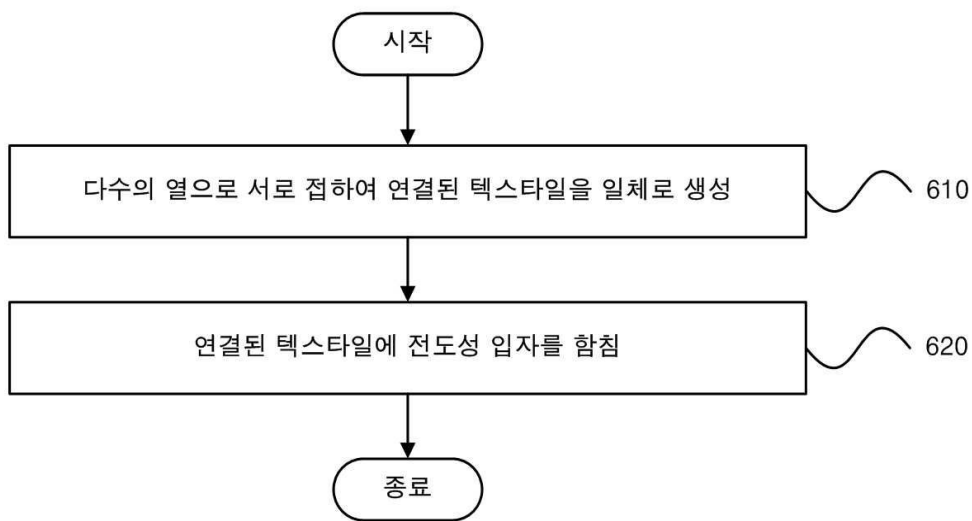 시작
다수의 열으로 서로 접하여 연결된 텍스타일을 일체로 생성
610
연결된 텍스타일에 전도성 입자를 함침
620
종료